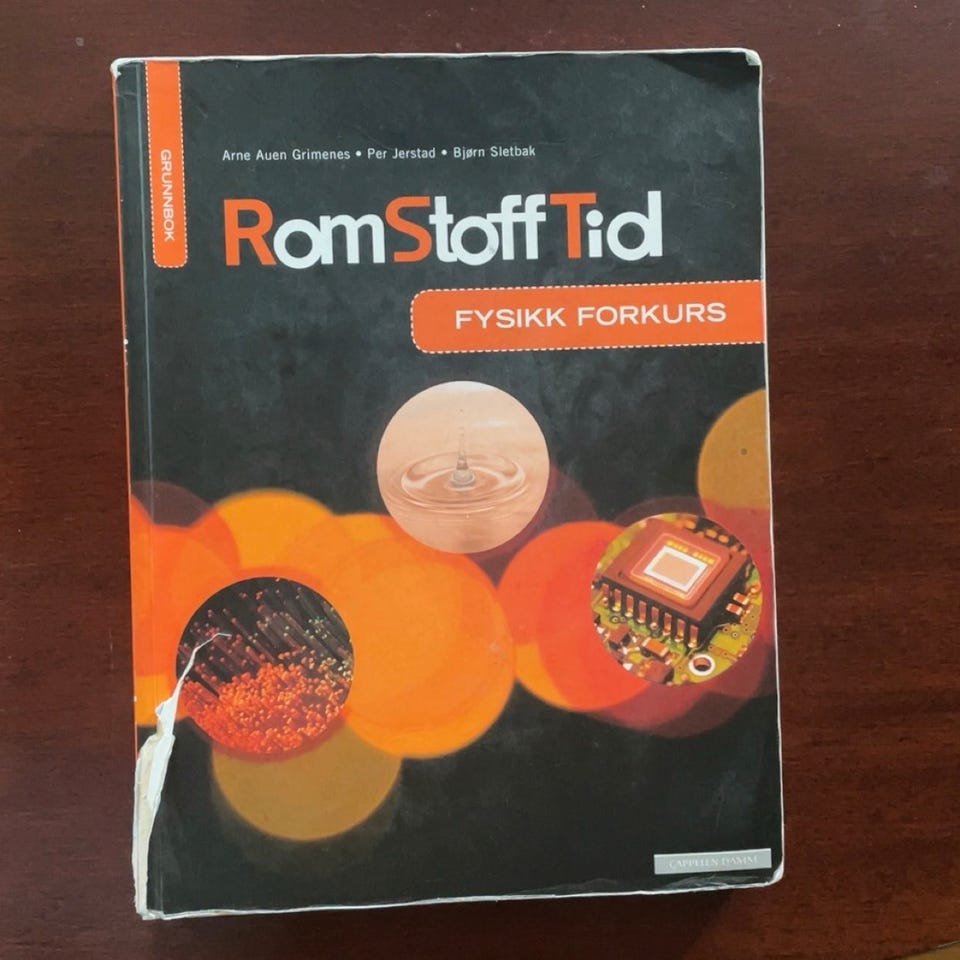 GRUNNBOK
Arne Auen Grimenes • Per Jerstad • Bjørn Sletbak
RomStoffTid
FYSIKK FORKURS
CAPPELEN DAMM